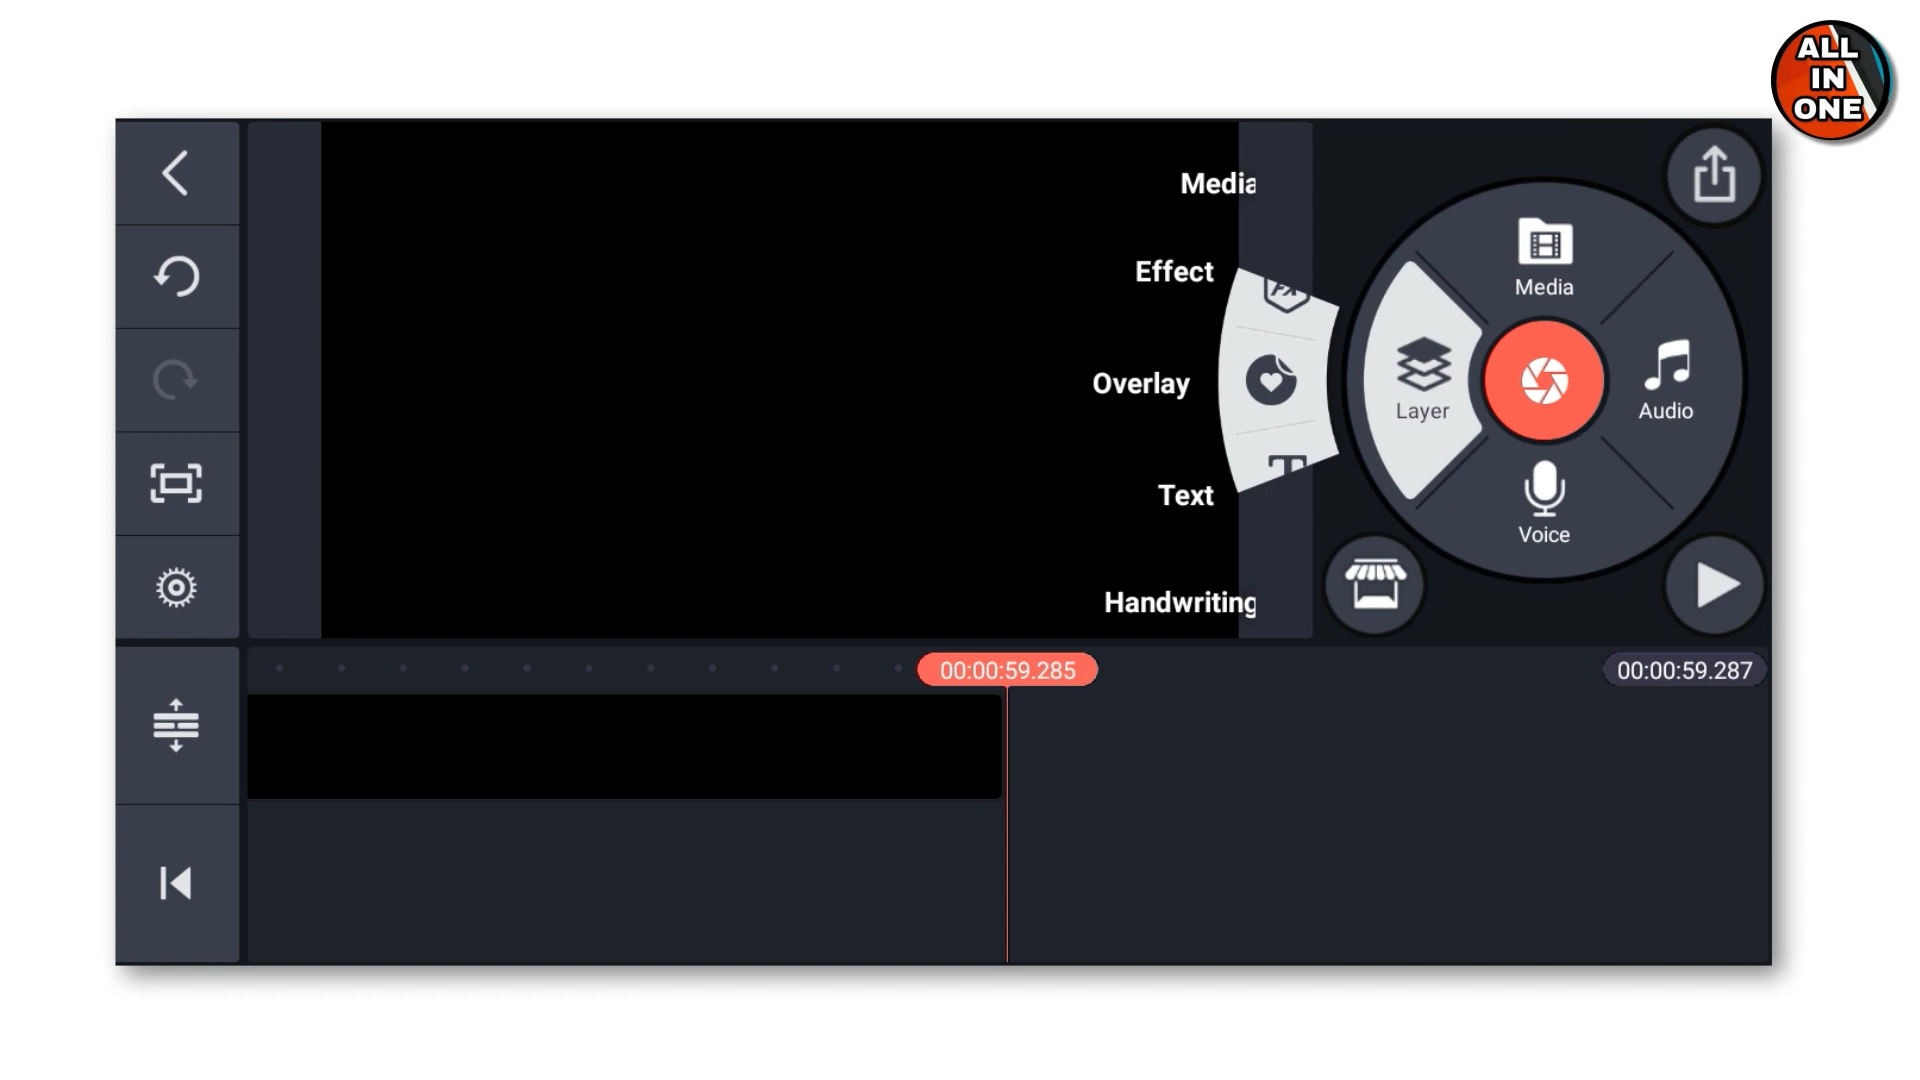 ALL
IN
ONE
Media
Effect
FX
Overlay
Text
Handwriting
Media
Layer
Audio
Voice
00:00:59.285
00:00:59.287